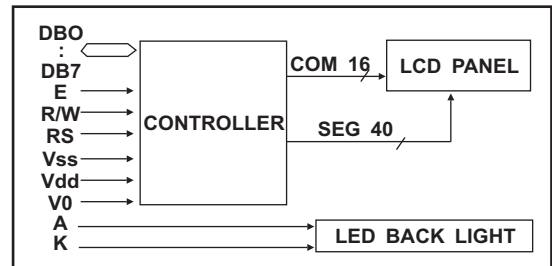 DBO
:
DB7
E
R/W
RS
Vss
Vdd
V0
A
K
CONTROLLER
COM 16
SEG 40
LCD PANEL
LED BACK LIGHT